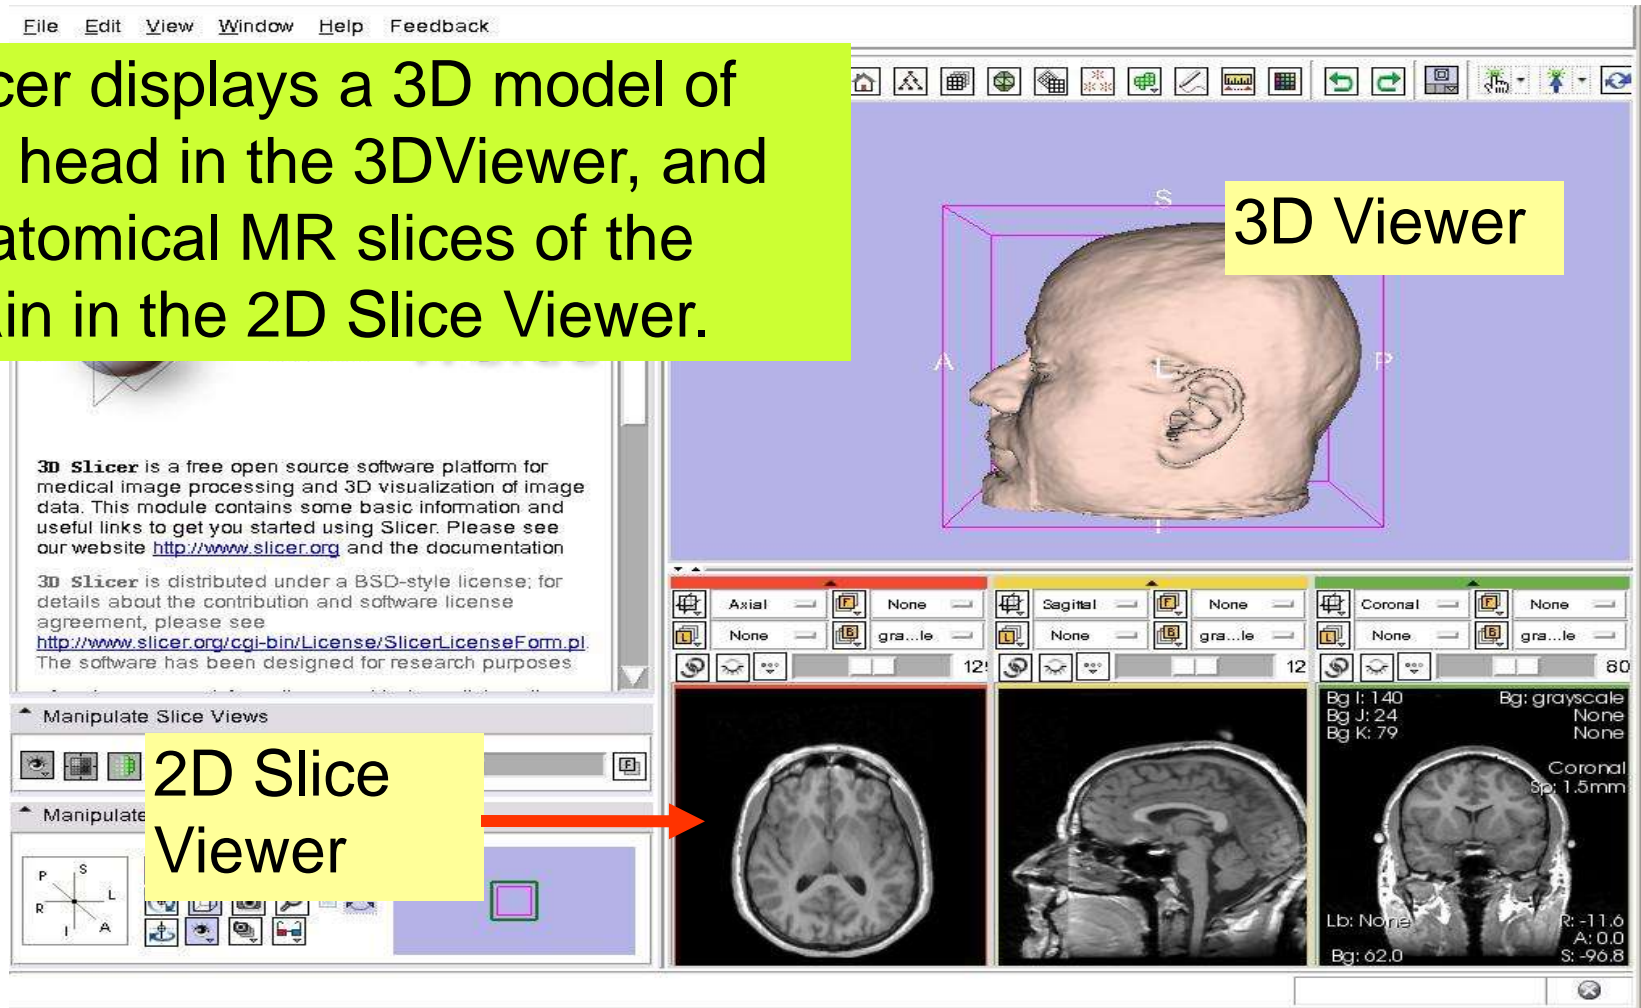 File Edit View Window Help Feedback
cer displays a 3D model of
head in the 3DViewer, and
atomical MR slices of the
in in the 2D Slice Viewer.
3D Viewer
S
A
L
P
I
3D Slicer is a free open source software platform for
medical image processing and 3D visualization of image
data. This module contains some basic information and
useful links to get you started using Slicer. Please see
our website http://www.slicer.org and the documentation
3D Slicer is distributed under a BSD-style license; for
details about the contribution and software license
agreement, please see
http://www.slicer.org/cgi-bin/License/SlicerLicenseForm.pl.
The software has been designed for research purposes
Manipulate Slice Views
2D Slice
Viewer
Manipulate
P S L
R I A
Axial F None
L None B gra...le
Sagittal F None
L None B gra...le
12
Coronal F None
L None B gra...le
80
Bg I: 140
Bg J: 24
Bg K: 79
Bg: grayscale
None
None
Coronal
Sp: 1.5mm
Lb: None
Bg: 62.0
R: -11.6
A: 0.0
S: -96.8